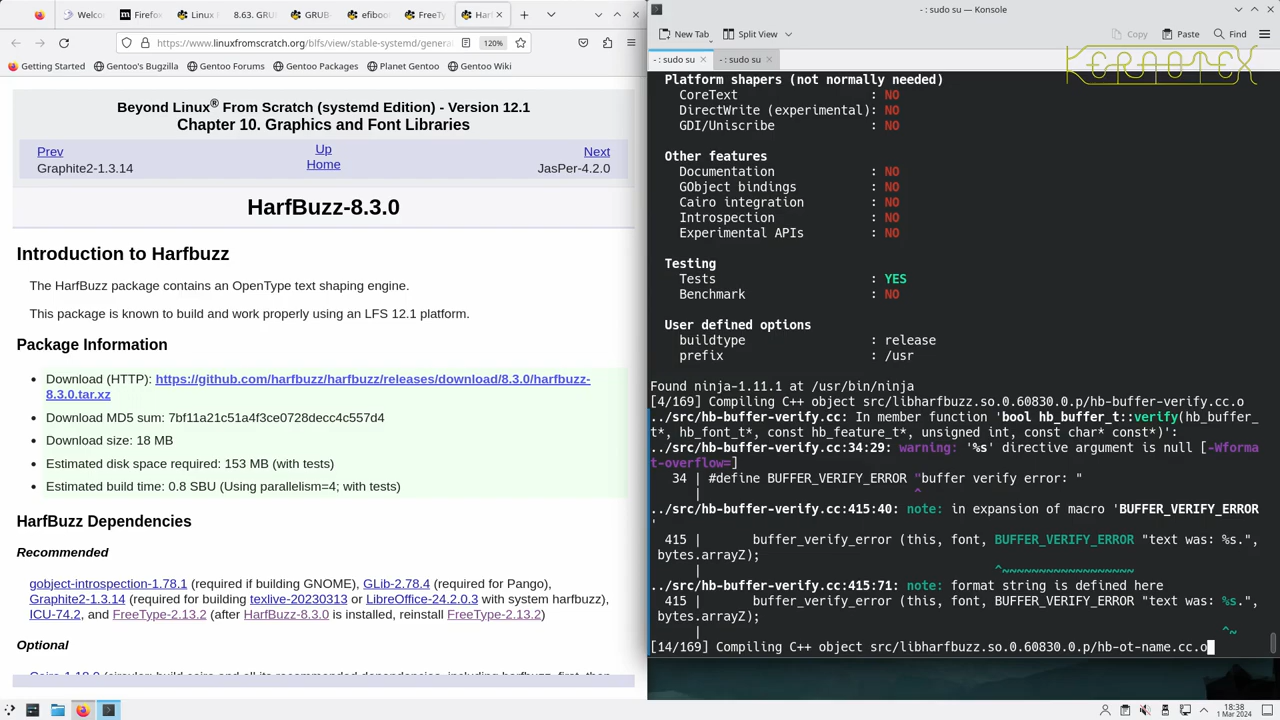 Welco
Firefox
Linux F
8.63. GRU
GRUB-
efiboo
FreeTy
Harf
https://www.linuxfromscratch.org/blfs/view/stable-systemd/genera
120%
Getting Started
Gentoo's Bugzilla
Gentoo Forums
Gentoo Packages
Planet Gentoo
Gentoo Wiki
Beyond Linux® From Scratch (systemd Edition) - Version 12.1
Chapter 10. Graphics and Font Libraries
Prev
Up
Next
Graphite2-1.3.14
Home
JasPer-4.2.0
HarfBuzz-8.3.0
Introduction to Harfbuzz
The HarfBuzz package contains an OpenType text shaping engine.
This package is known to build and work properly using an LFS 12.1 platform.
Package Information
• Download (HTTP): https://github.com/harfbuzz/harfbuzz/releases/download/8.3.0/harfbuzz-
8.3.0.tar.xz
• Download MD5 sum: 7bf11a21c51a4f3ce0728decc4c557d4
• Download size: 18 MB
• Estimated disk space required: 153 MB (with tests)
• Estimated build time: 0.8 SBU (Using parallelism=4; with tests)
HarfBuzz Dependencies
Recommended
gobject-introspection-1.78.1 (required if building GNOME), GLib-2.78.4 (required for Pango),
Graphite2-1.3.14 (required for building texlive-20230313 or LibreOffice-24.2.0.3 with system harfbuzz),
ICU-74.2, and FreeType-2.13.2 (after HarfBuzz-8.3.0 is installed, reinstall FreeType-2.13.2)
Optional
- : sudo su — Konsole
New Tab
Split View
Copy
Paste
Find
- : sudo su
- : sudo su
KERNOTEX
Platform shapers (not normally needed)
CoreText : NO
DirectWrite (experimental): NO
GDI/Uniscribe : NO
Other features
Documentation : NO
GObject bindings : NO
Cairo integration : NO
Introspection : NO
Experimental APIs : NO
Testing
Tests : YES
Benchmark : NO
User defined options
buildtype : release
prefix : /usr
Found ninja-1.11.1 at /usr/bin/ninja
[4/169] Compiling C++ object src/libharfbuzz.so.0.60830.0.p/hb-buffer-verify.cc.o
../src/hb-buffer-verify.cc: In member function 'bool hb_buffer_t::verify(hb_buffer_
t*, hb_font_t*, const hb_feature_t*, unsigned int, const char* const*)':
../src/hb-buffer-verify.cc:34:29: warning: '%s' directive argument is null [-Wforma
t-overflow=]
34 | #define BUFFER_VERIFY_ERROR "buffer verify error: "
| ^
../src/hb-buffer-verify.cc:415:40: note: in expansion of macro 'BUFFER_VERIFY_ERROR
'
415 | buffer_verify_error (this, font, BUFFER_VERIFY_ERROR "text was: %s.",
bytes.arrayZ);
| ^~~~~~~~~~~~~~~~~~~
../src/hb-buffer-verify.cc:415:71: note: format string is defined here
415 | buffer_verify_error (this, font, BUFFER_VERIFY_ERROR "text was: %s.",
bytes.arrayZ);
| ^~
[14/169] Compiling C++ object src/libharfbuzz.so.0.60830.0.p/hb-ot-name.cc.o
18:38
1 Mar 2024